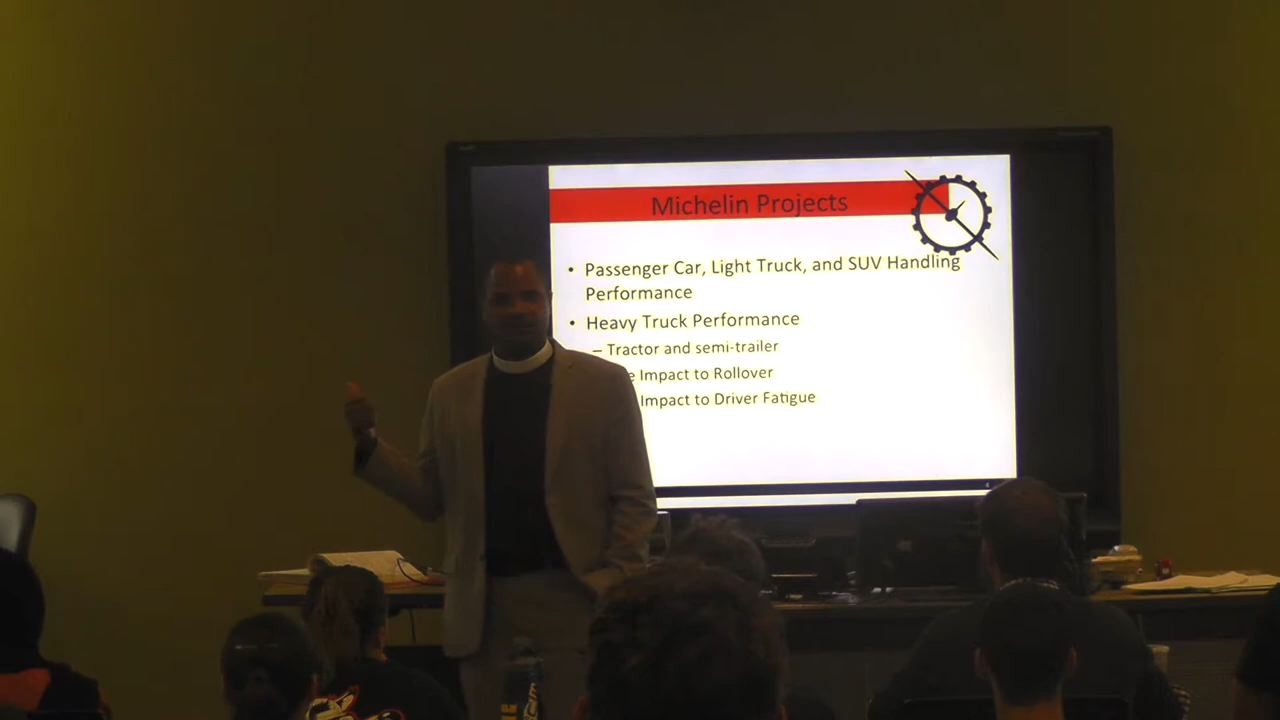 Michelin Projects
• Passenger Car, Light Truck, and SUV Handling
Performance
• Heavy Truck Performance
– Tractor and semi-trailer
Impact to Rollover
Impact to Driver Fatigue
4